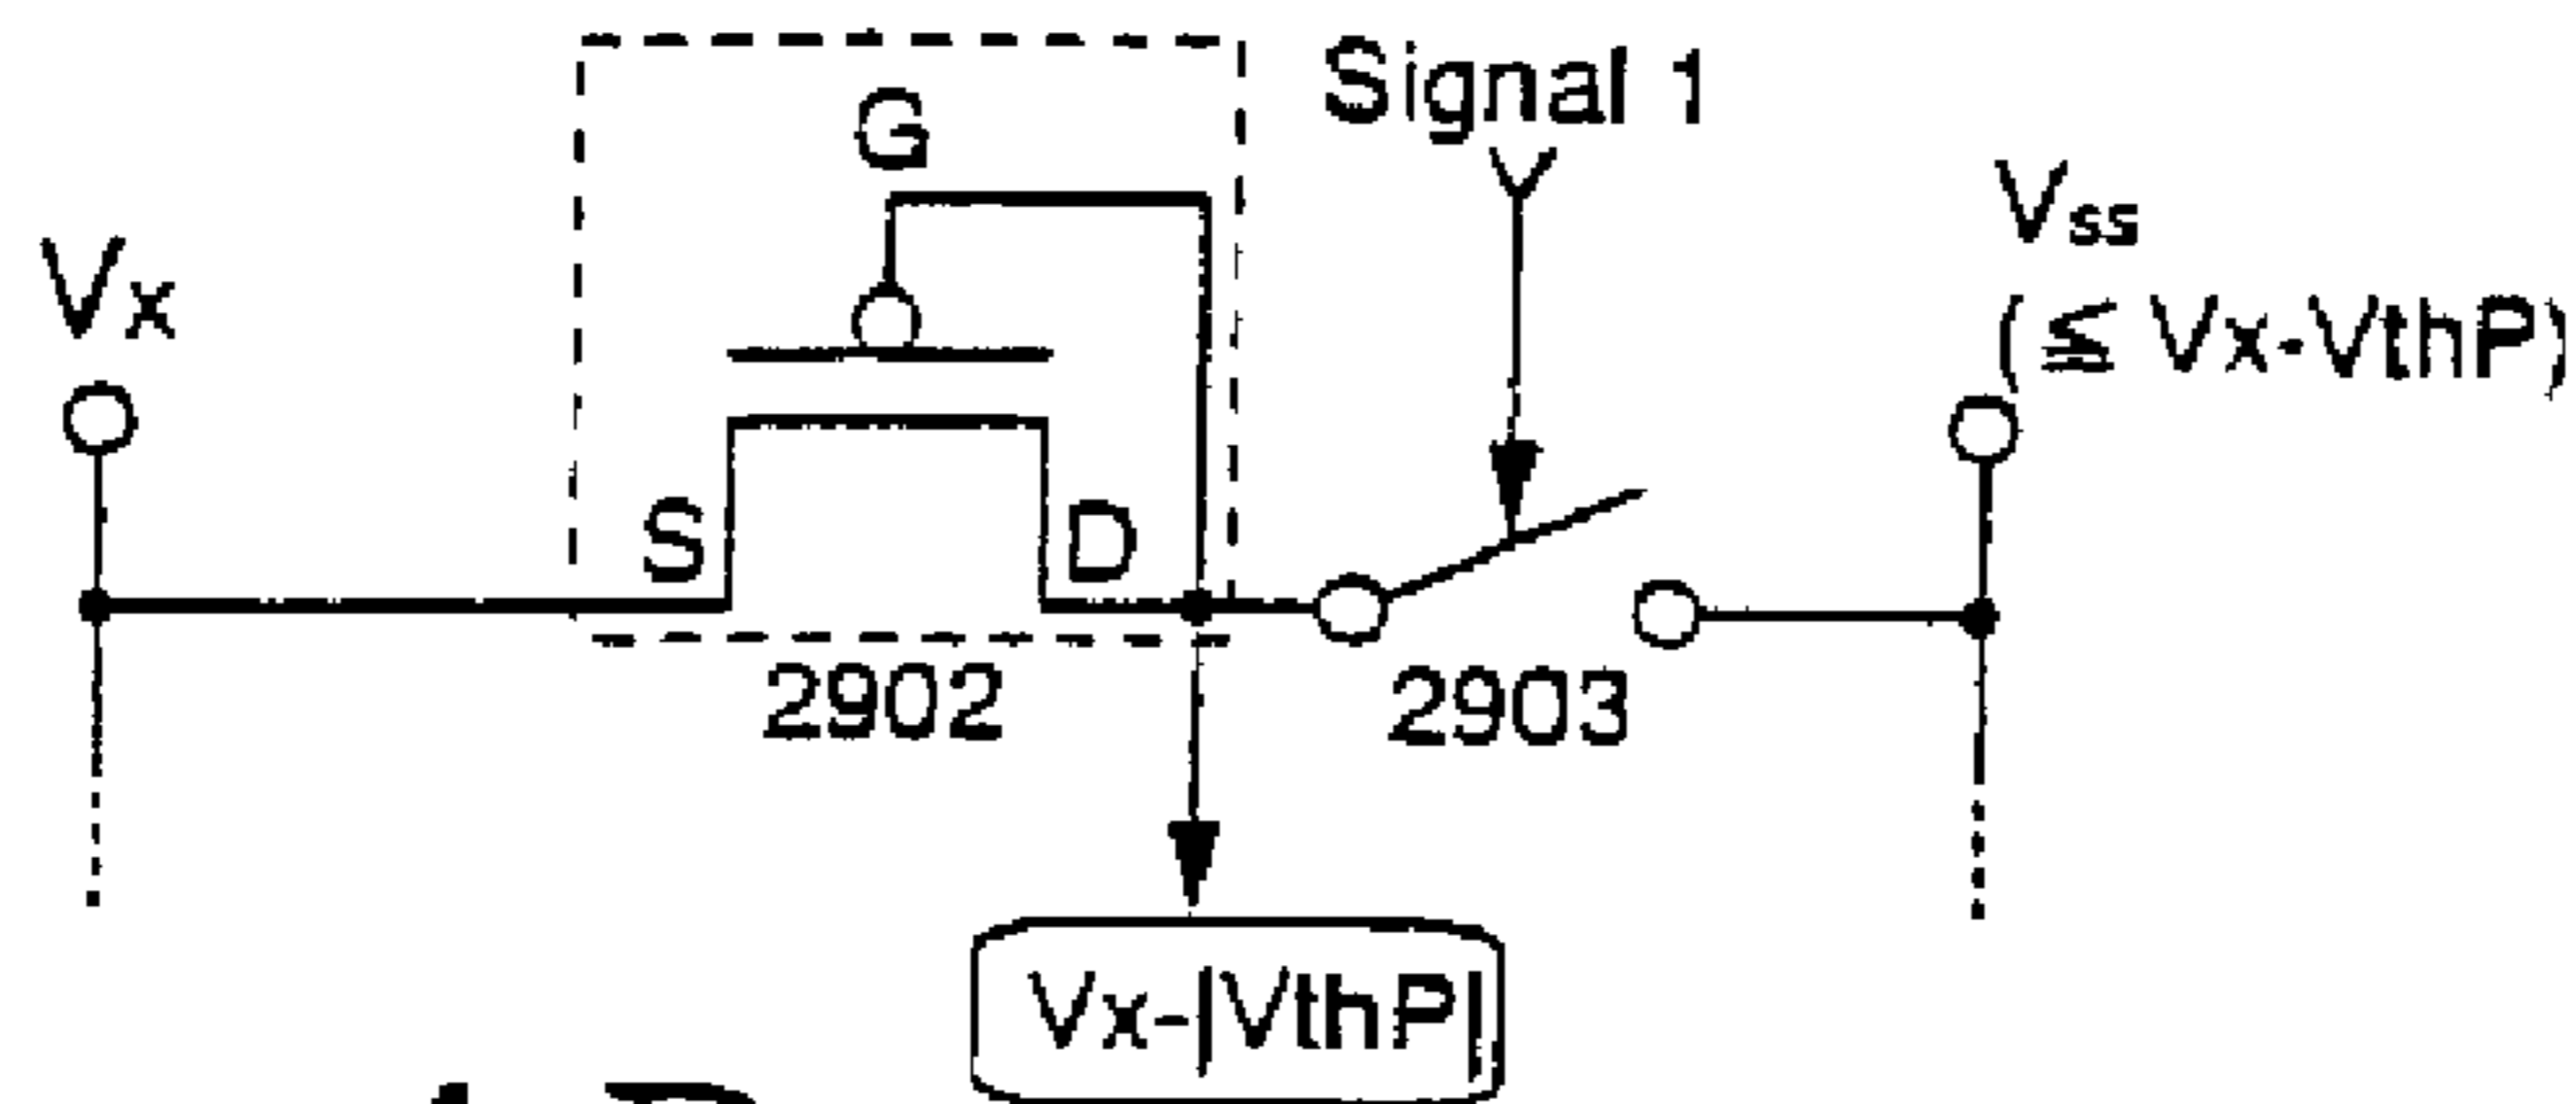 G
Signal 1
Vx
Vss
(≦ Vx-VthP)
S
D
2902
2903
Vx-|VthP|